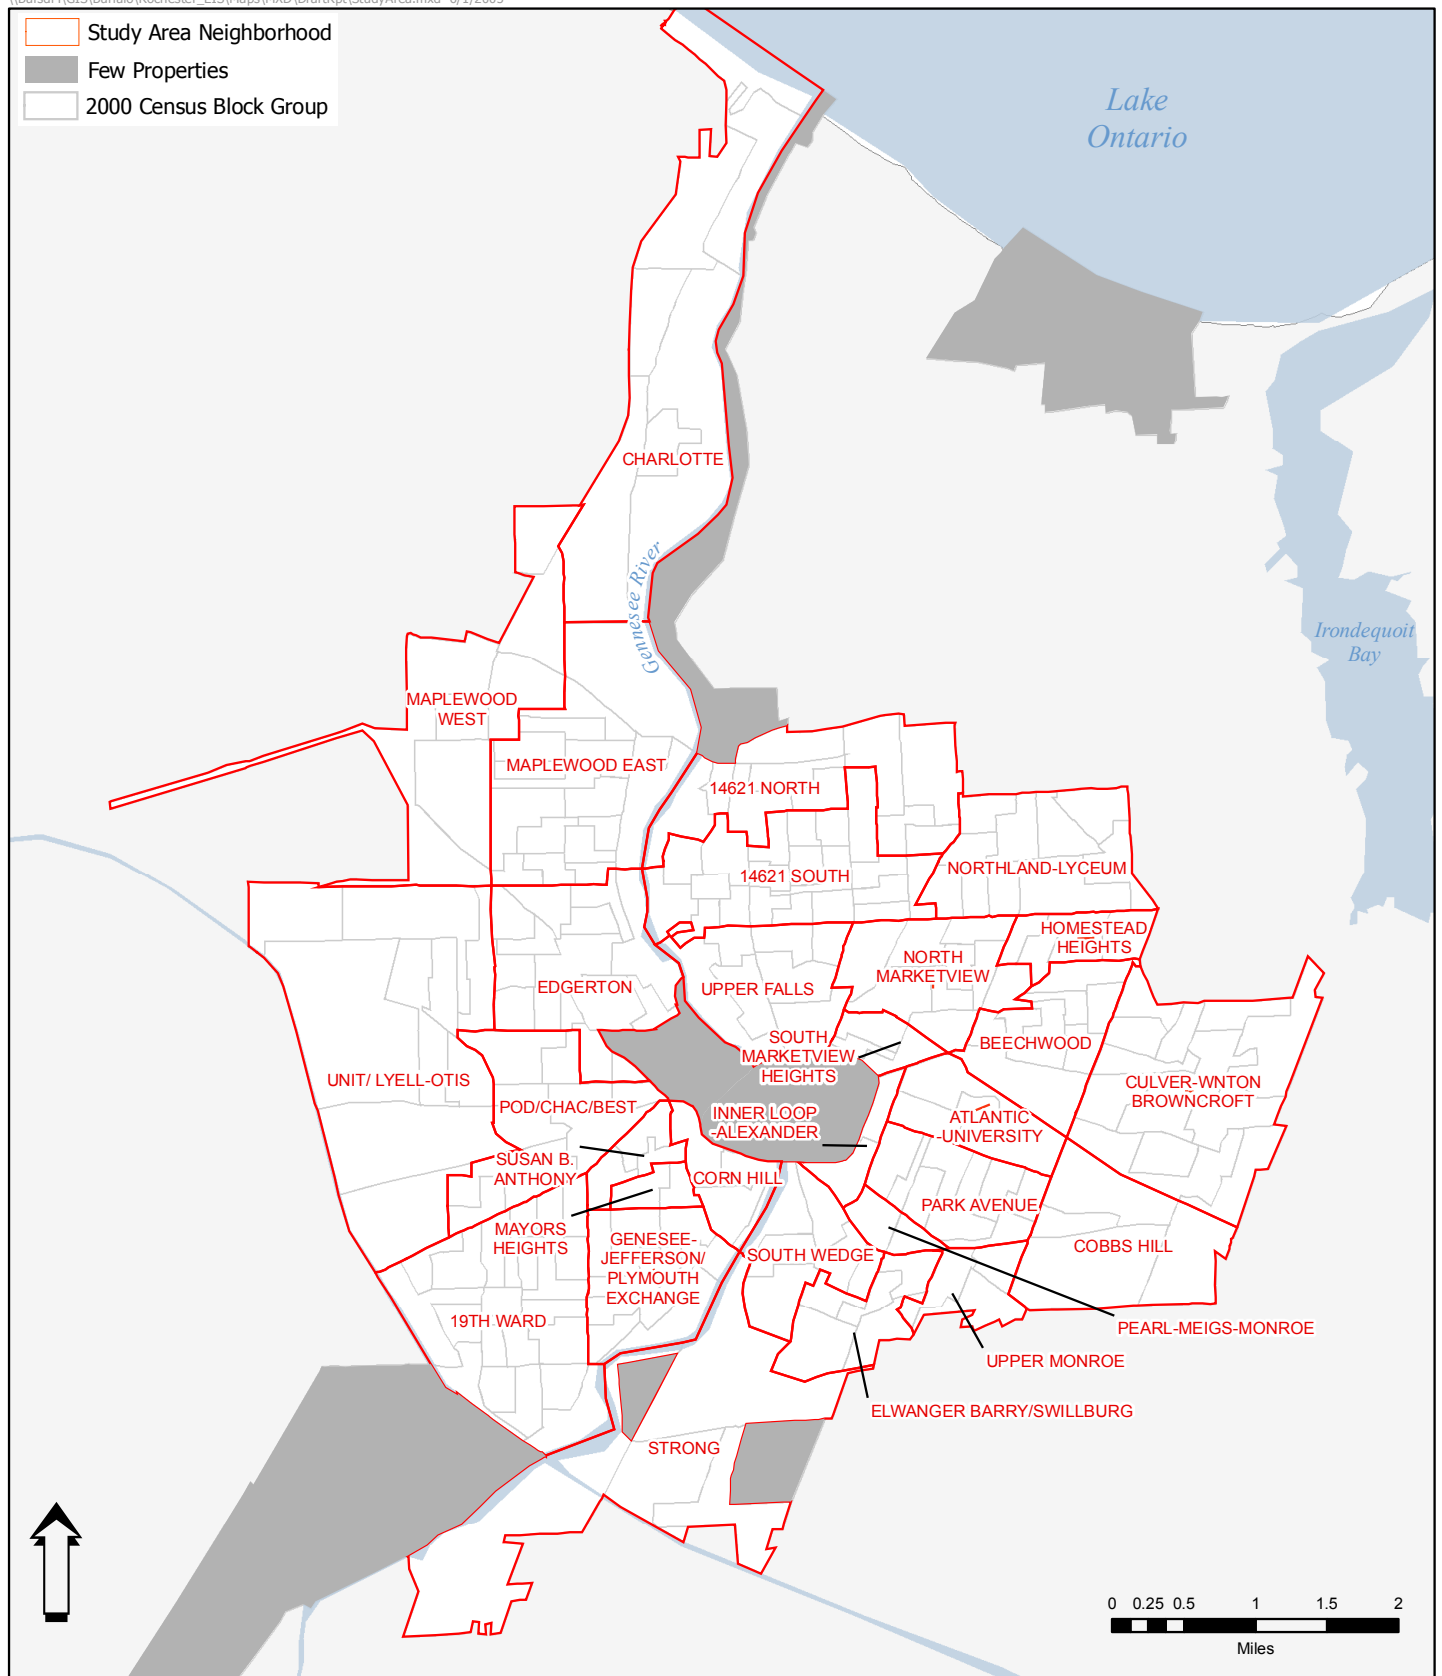 Study Area Neighborhood
Few Properties
2000 Census Block Group
Lake
Ontario
CHARLOTTE
Gennesee River
Irondequoit
Bay
MAPLEWOOD
WEST
MAPLEWOOD EAST
14621 NORTH
14621 SOUTH
NORTHLAND-LYCEUM
HOMESTEAD
HEIGHTS
NORTH
MARKETVIEW
EDGERTON
UPPER FALLS
SOUTH
MARKETVIEW
HEIGHTS
BEECHWOOD
UNIT/ LYELL-OTIS
CULVER-WNTON
BROWNCROFT
POD/CHAC/BEST
INNER LOOP
-ALEXANDER
ATLANTIC
-UNIVERSITY
SUSAN B.
ANTHONY
CORN HILL
PARK AVENUE
MAYORS
HEIGHTS
GENESEE-
JEFFERSON/
PLYMOUTH
EXCHANGE
SOUTH WEDGE
COBBS HILL
19TH WARD
PEARL-MEIGS-MONROE
UPPER MONROE
ELWANGER BARRY/SWILLBURG
STRONG
0 0.25 0.5 1 1.5 2
Miles